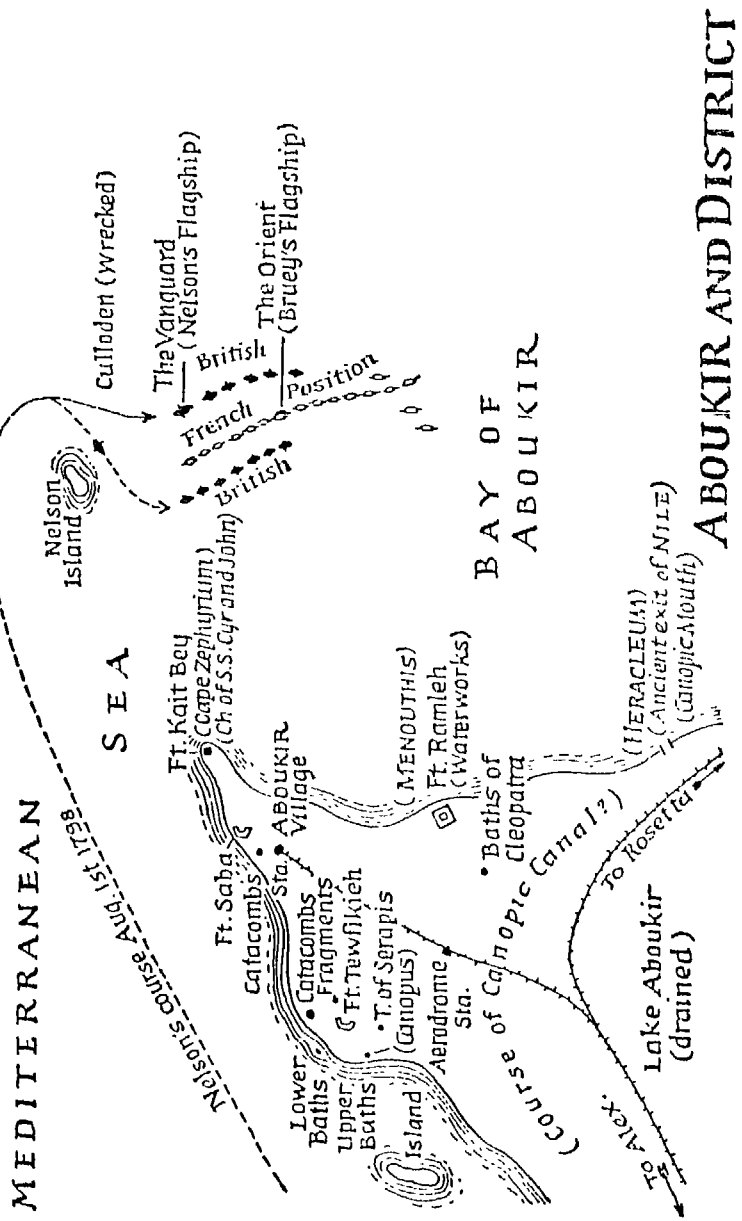 MEDITERRANEAN
SEA
Nelson's course Aug. 1st 1798
Nelson
Island
Culloden (wrecked)
The Vanguard
(Nelson's Flagship)
British
French
Position
British
The Orient
(Bruey's Flagship)
Ft. Kait Bey
(Cape Zephyrium)
(Ch of S.S. Cyr and John)
Ft. Saba
Catacombs
Sta.
ABOUKIR
Village
Catacombs
Fragments
Ft. Tewfikieh
T. of Serapis
(Canopus)
Lower
Baths
Upper
Baths
Island
Aerodrome
Sta.
(MENOUTHIS)
Ft. Ramleh
(Waterworks)
Baths of
Cleopatra
BAY OF
ABOUKIR
(Course of Canopic Canal?)
(HERACLEUM)
(Ancient exit of NILE)
(Canopic Mouth)
To Rosetta
To Alex.
Lake Aboukir
(drained)
ABOUKIR AND DISTRICT